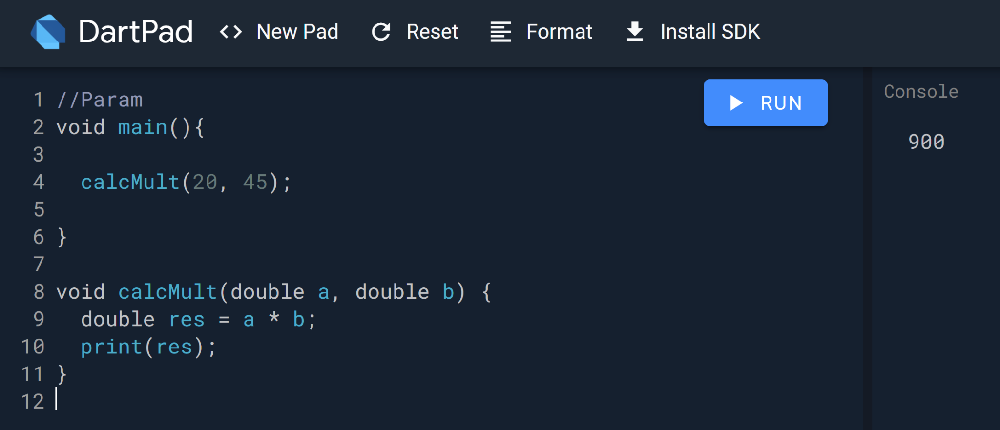 DartPad <> New Pad Reset Format Install SDK
1 //Param
2 void main(){
3
4   calcMult(20, 45);
5
6 }
7
8 void calcMult(double a, double b) {
9   double res = a * b;
10   print(res);
11 }
12
RUN
Console
900